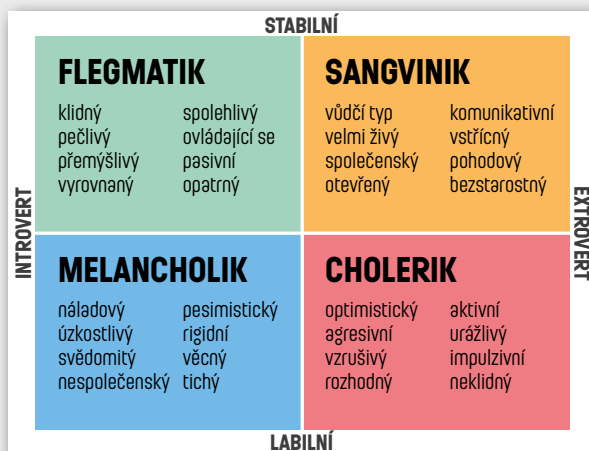 STABILNÍ
FLEGMATIK
klidný
pečlivý
přemýšlivý
vyrovnaný
spolehlivý
ovládající se
pasivní
opatrný
SANGVINIK
vůdčí typ
velmi živý
společenský
otevřený
komunikativní
vstřícný
pohodový
bezstarostný
INTROVERT
EXTROVERT
MELANCHOLIK
náladový
úzkostlivý
svědomitý
nespolečenský
pesimistický
rigidní
věcný
tichý
CHOLERIK
optimistický
agresivní
vzrušivý
rozhodný
aktivní
urážlivý
impulzivní
neklidný
LABILNÍ